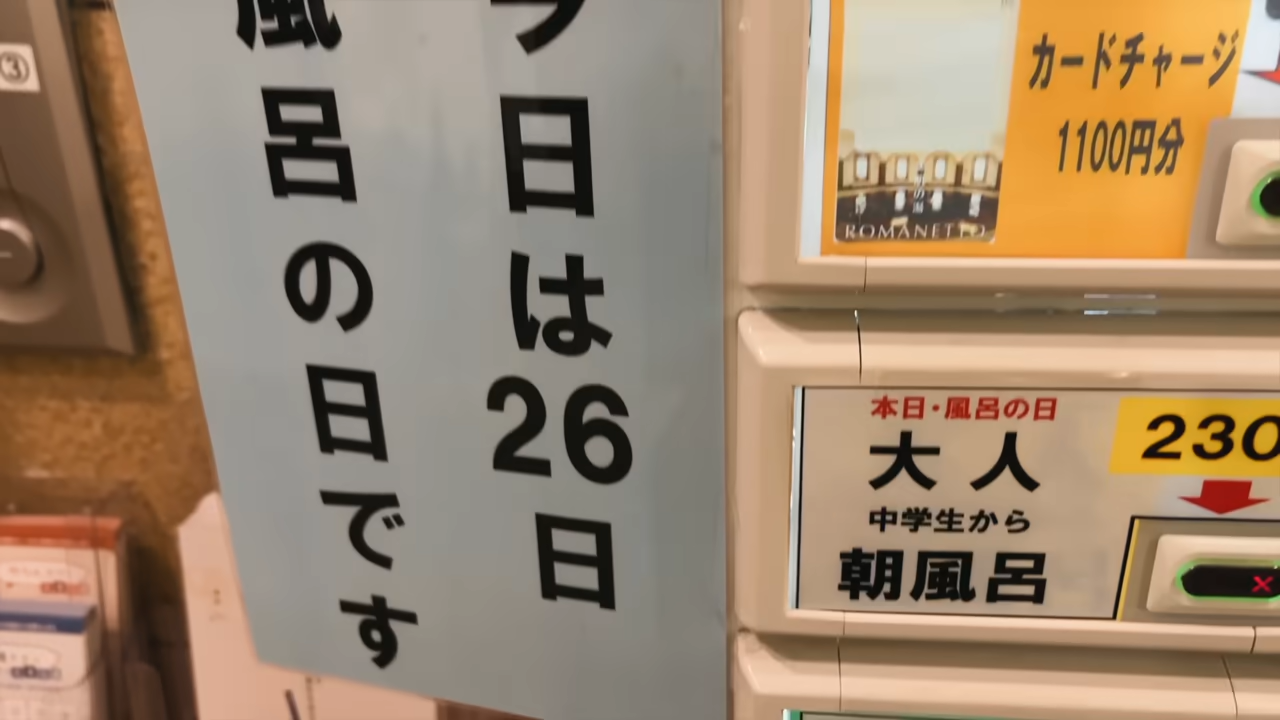 今日は26日
風呂の日です
カードチャージ
1100円分
ROMANETTO
本日・風呂の日
大人
230
中学生から
朝風呂
③